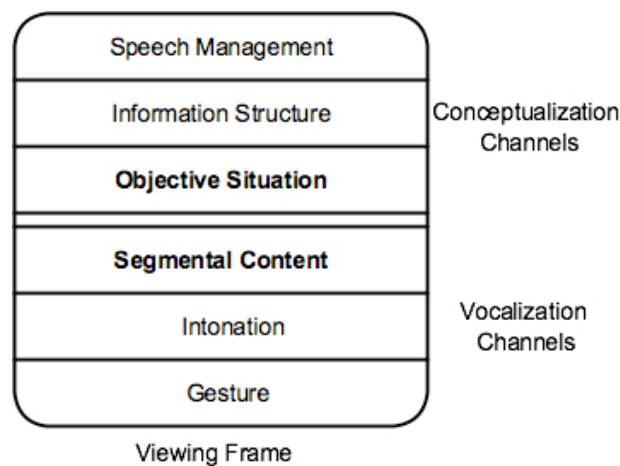 Speech Management
Information Structure
Conceptualization
Channels
Objective Situation
Segmental Content
Intonation
Vocalization
Channels
Gesture
Viewing Frame